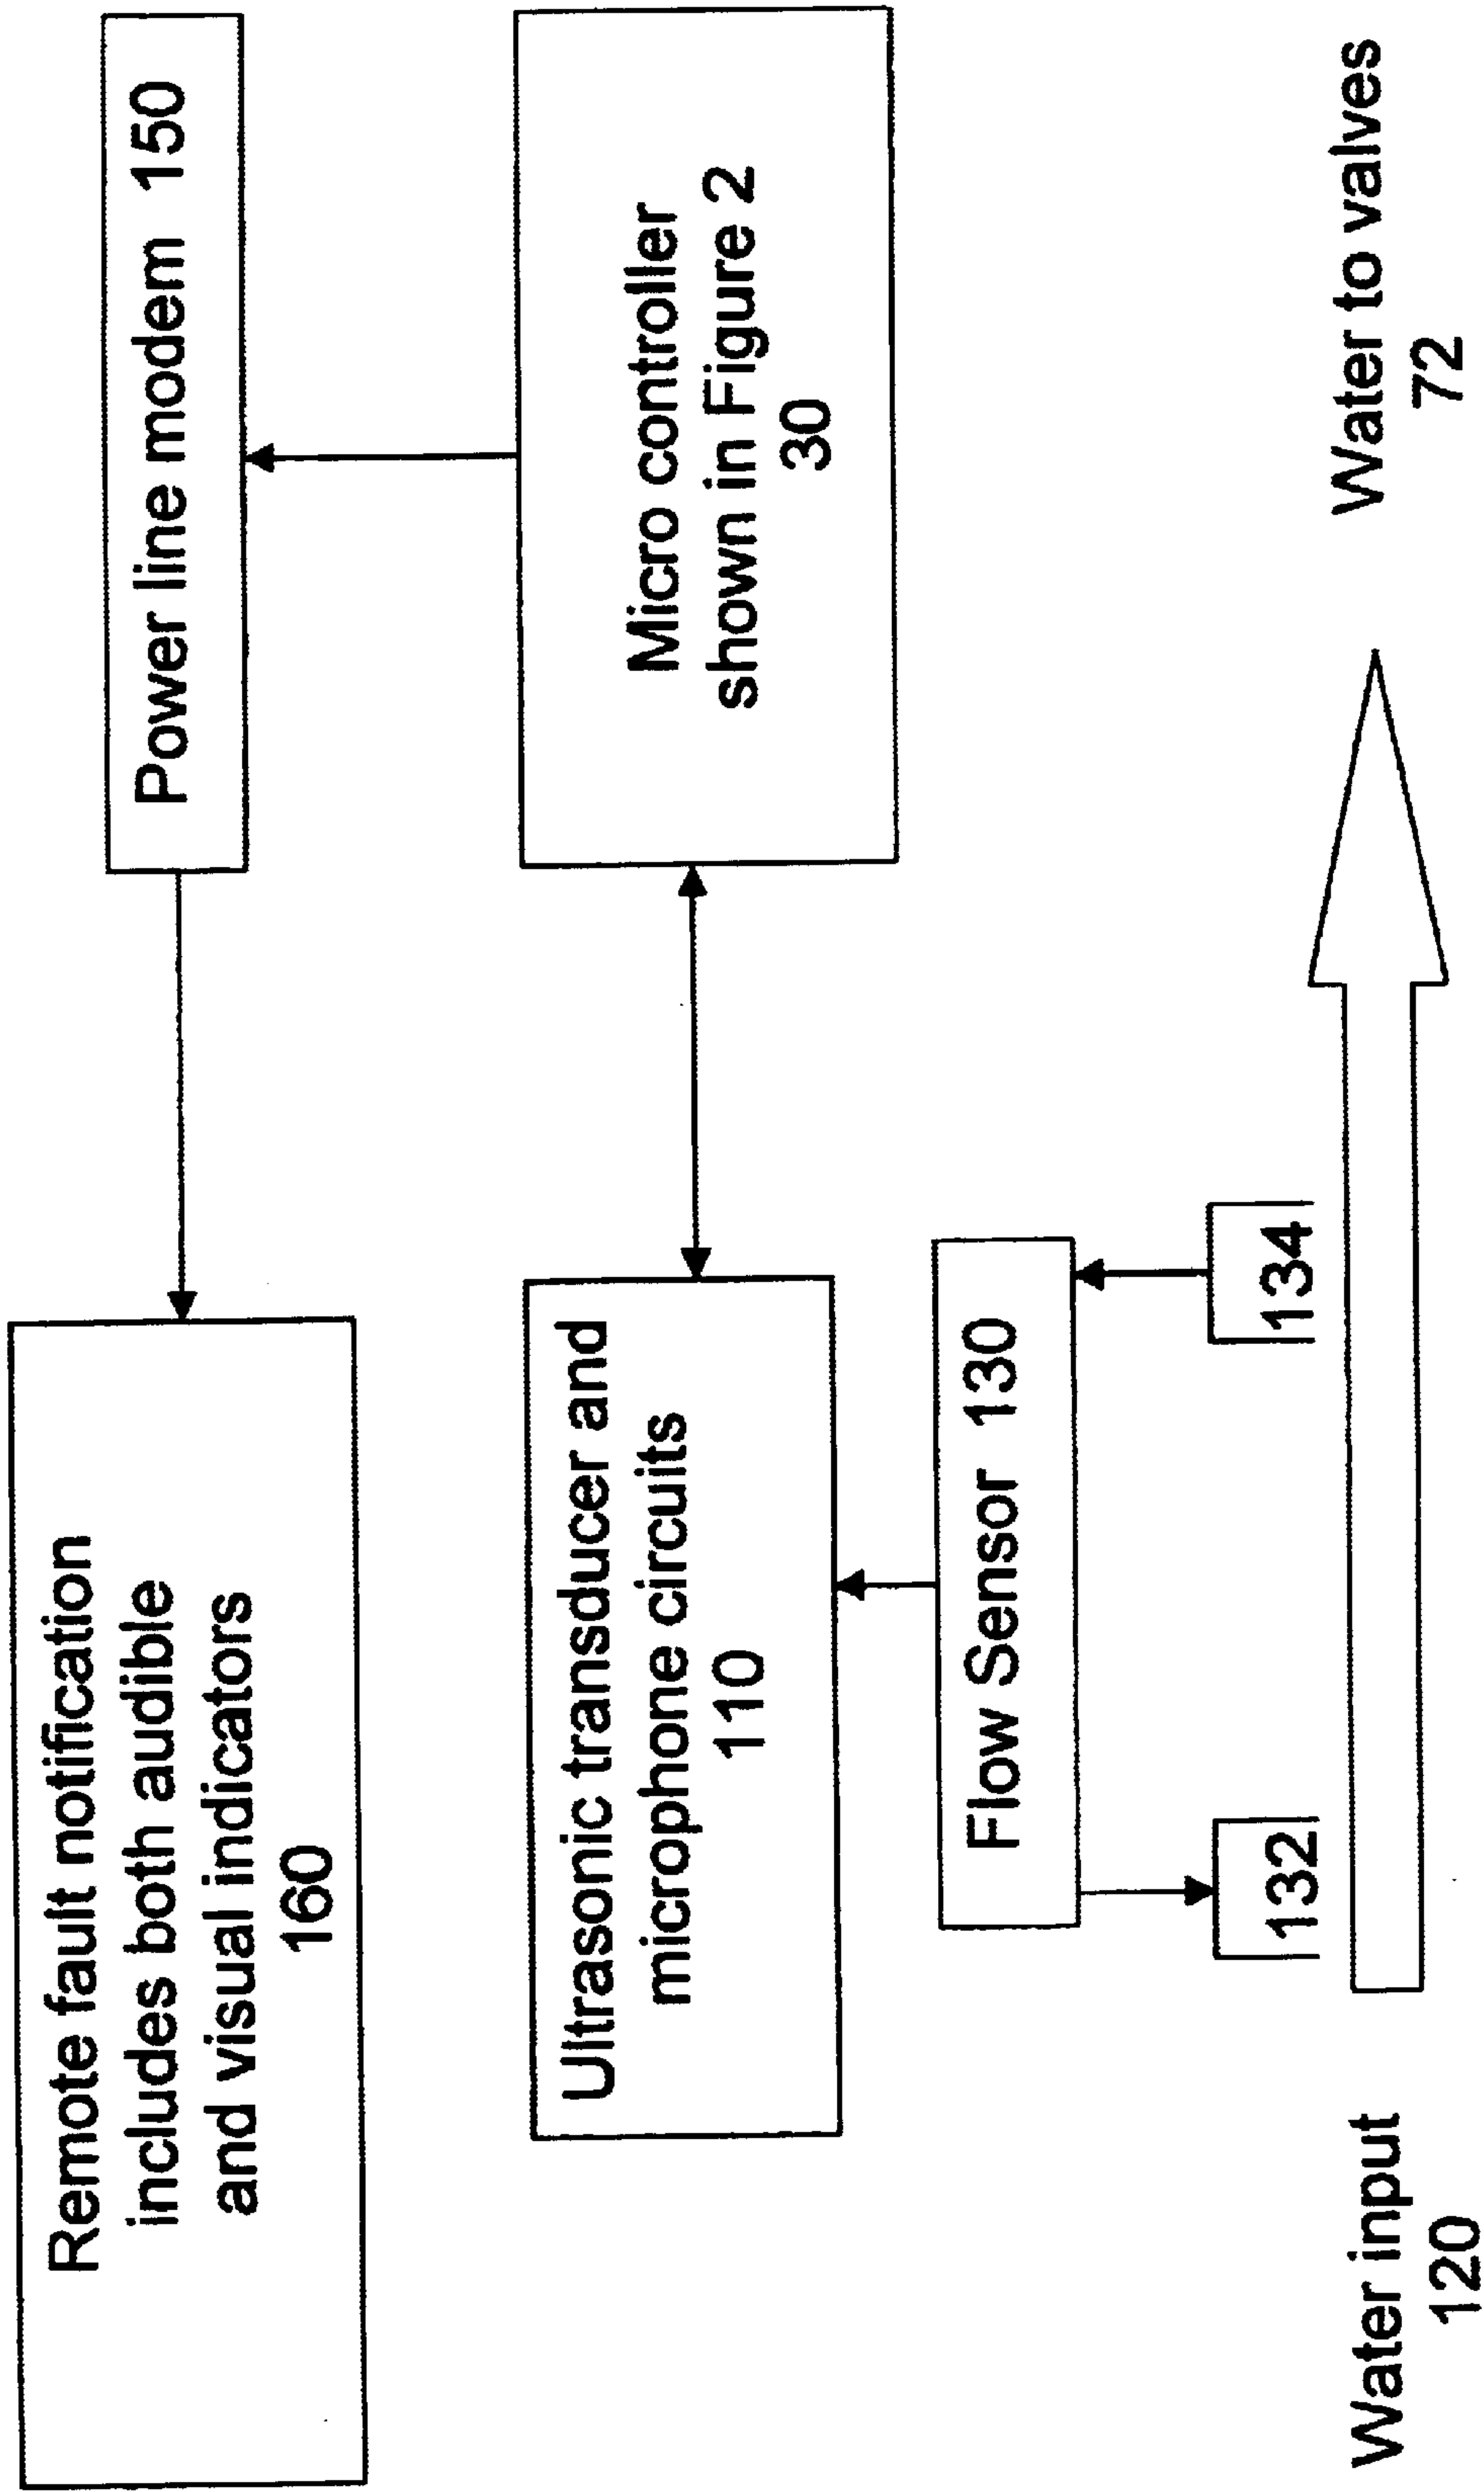 Remote fault notification
includes both audible
and visual indicators
160
Power line modem 150
Ultrasonic transducer and
microphone circuits
110
Micro controller
shown in Figure 2
30
Flow Sensor 130
132
134
Water input
120
Water to valves
72